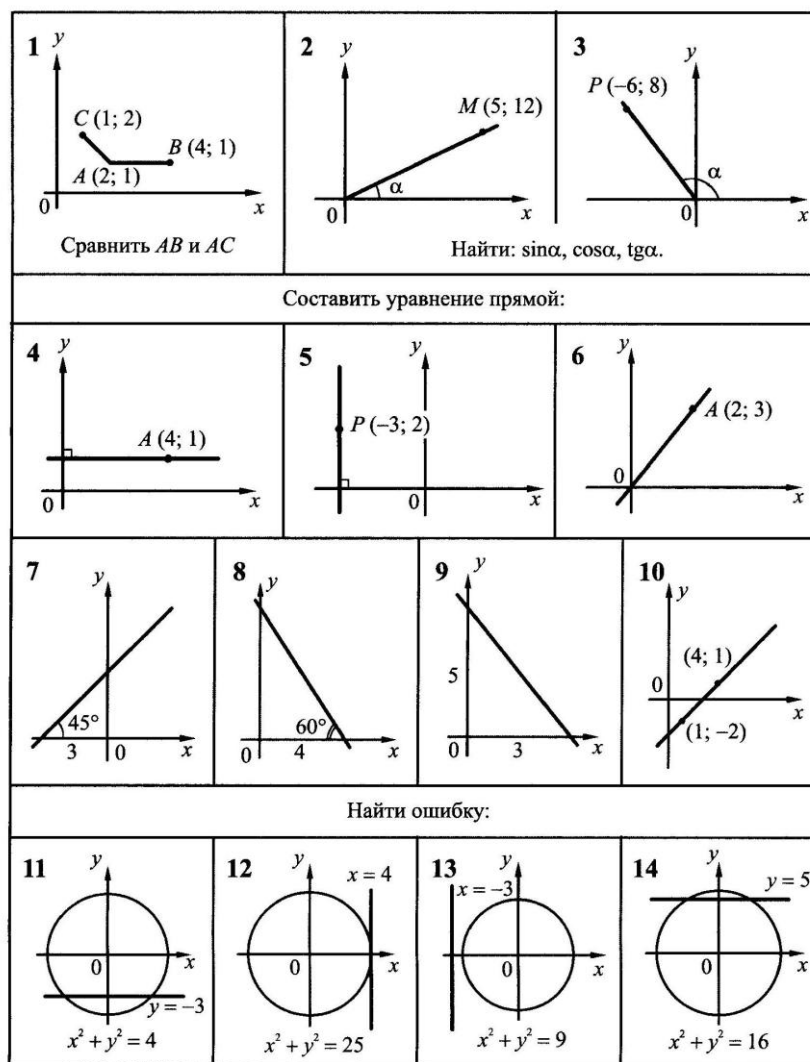 1
y
C (1; 2)
B (4; 1)
A (2; 1)
0
x
Сравнить AB и AC
2
y
M (5; 12)
α
0
x
3
y
P (−6; 8)
α
0
x
Найти: sinα, cosα, tgα.
Составить уравнение прямой:
4
y
A (4; 1)
0
x
5
y
P (−3; 2)
0
x
6
y
A (2; 3)
0
x
7
y
45°
3
0
x
8
y
60°
0
4
x
9
y
5
0
3
x
10
y
(4; 1)
0
x
(1; −2)
Найти ошибку:
11
y
0
x
y = −3
x² + y² = 4
12
y
x = 4
0
x
x² + y² = 25
13
y
x = −3
0
x
x² + y² = 9
14
y
y = 5
0
x
x² + y² = 16